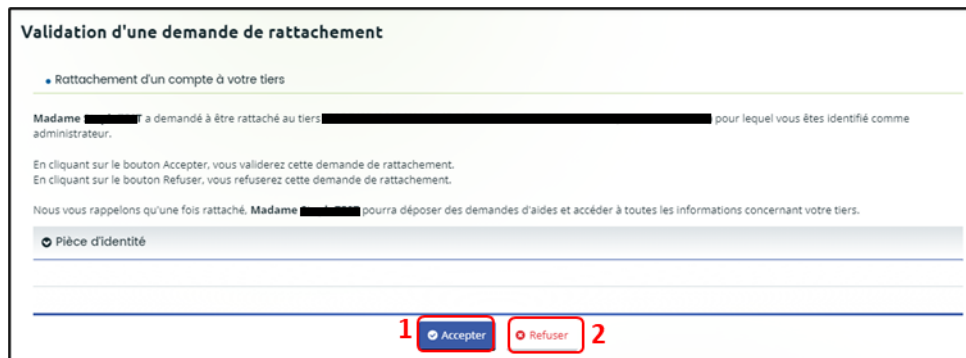 Validation d'une demande de rattachement
Rattachement d'un compte à votre tiers
Madame T a demandé à être rattaché au tiers pour lequel vous êtes identifié comme
administrateur.
En cliquant sur le bouton Accepter, vous validerez cette demande de rattachement.
En cliquant sur le bouton Refuser, vous refuserez cette demande de rattachement.
Nous vous rappelons qu'une fois rattaché, Madame pourra déposer des demandes d'aides et accéder à toutes les informations concernant votre tiers.
Pièce d'identité
1 Accepter Refuser 2